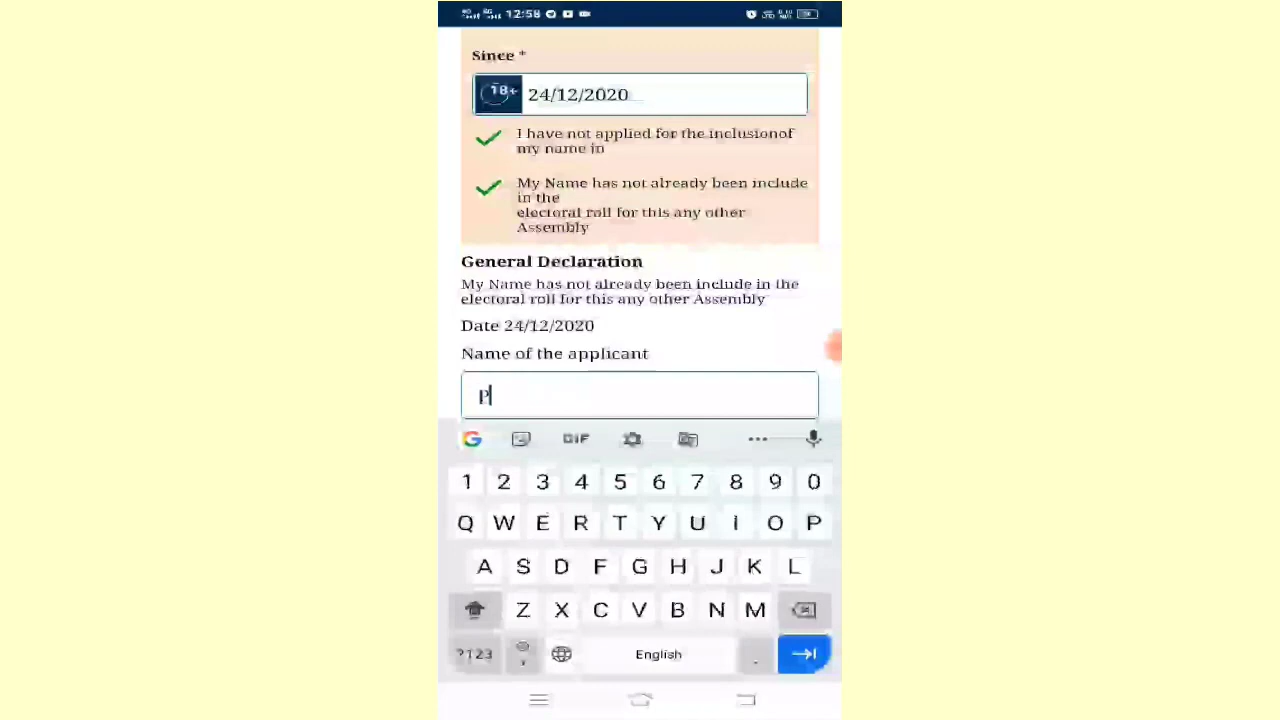 12:58
Since *
18+ 24/12/2020
I have not applied for the inclusionof
my name in
My Name has not already been include
in the
electoral roll for this any other
Assembly
General Declaration
My Name has not already been include in the
electoral roll for this any other Assembly
Date 24/12/2020
Name of the applicant
P
G GIF
1 2 3 4 5 6 7 8 9 0
Q W E R T Y U I O P
A S D F G H J K L
Z X C V B N M
?123 , English .